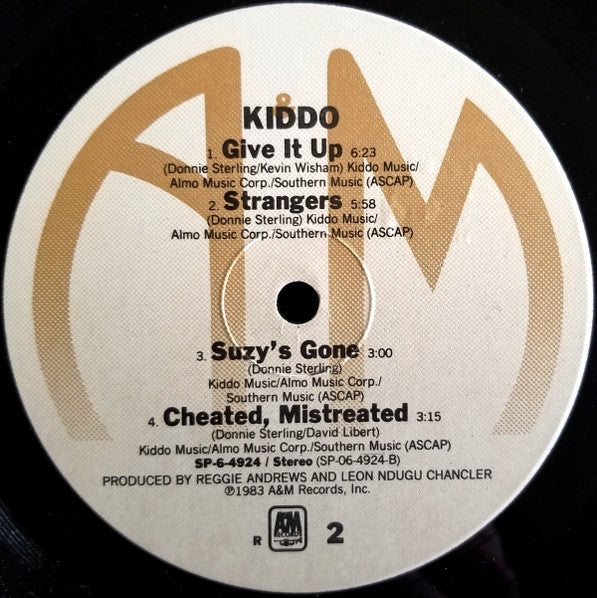 KIDDO
1. Give It Up 6:23
(Donnie Sterling/Kevin Wisham) Kiddo Music/
Almo Music Corp./Southern Music (ASCAP)
2. Strangers 5:58
(Donnie Sterling) Kiddo Music/
Almo Music Corp./Southern Music (ASCAP)
3. Suzy's Gone 3:00
(Donnie Sterling)
Kiddo Music/Almo Music Corp./
Southern Music (ASCAP)
4. Cheated, Mistreated 3:15
(Donnie Sterling/David Libert)
Kiddo Music/Almo Music Corp./Southern Music (ASCAP)
SP-6-4924 / Stereo (SP-06-4924-B)
PRODUCED BY REGGIE ANDREWS AND LEON NDUGU CHANCLER
℗1983 A&M Records, Inc.
R A&M RECORDS 2